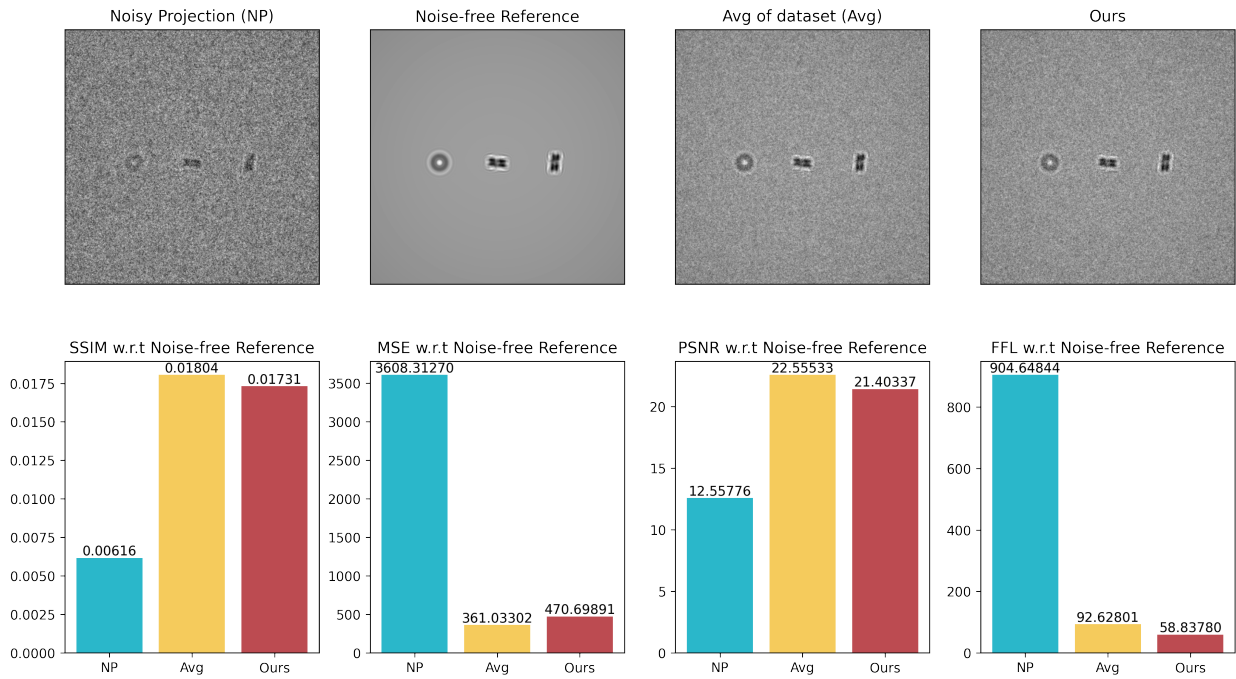 Noisy Projection (NP)
Noise-free Reference
Avg of dataset (Avg)
Ours
SSIM w.r.t Noise-free Reference
0.0175
0.0150
0.0125
0.0100
0.0075
0.0050
0.0025
0.0000
0.00616
0.01804
0.01731
NP
Avg
Ours
MSE w.r.t Noise-free Reference
3500
3000
2500
2000
1500
1000
500
0
3608.31270
361.03302
470.69891
NP
Avg
Ours
PSNR w.r.t Noise-free Reference
20
15
10
5
0
12.55776
22.55533
21.40337
NP
Avg
Ours
FFL w.r.t Noise-free Reference
800
600
400
200
0
904.64844
92.62801
58.83780
NP
Avg
Ours